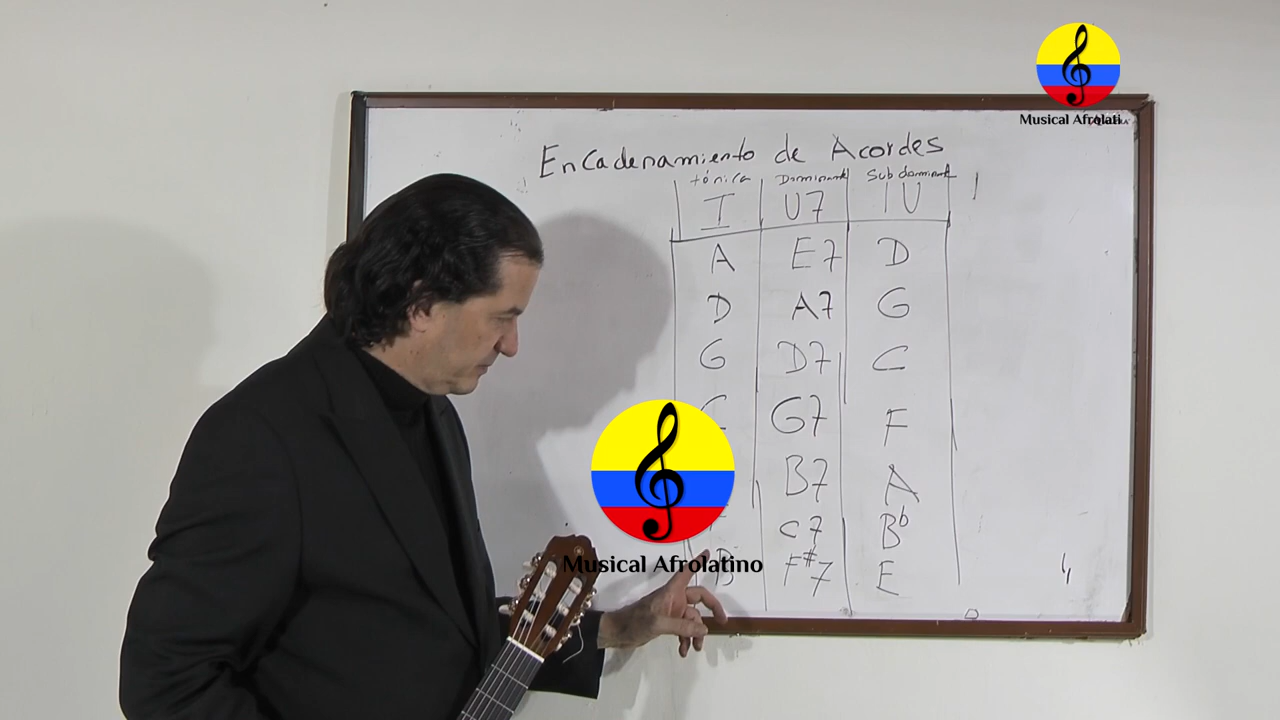 Musical Afrolati
Encadenamiento de Acordes
tónica Dominante Subdominante
I V7 IV
A E7 D
D A7 G
G D7 C
C G7 F
B7 A
C7 Bb
B F#7 E
Musical Afrolatino